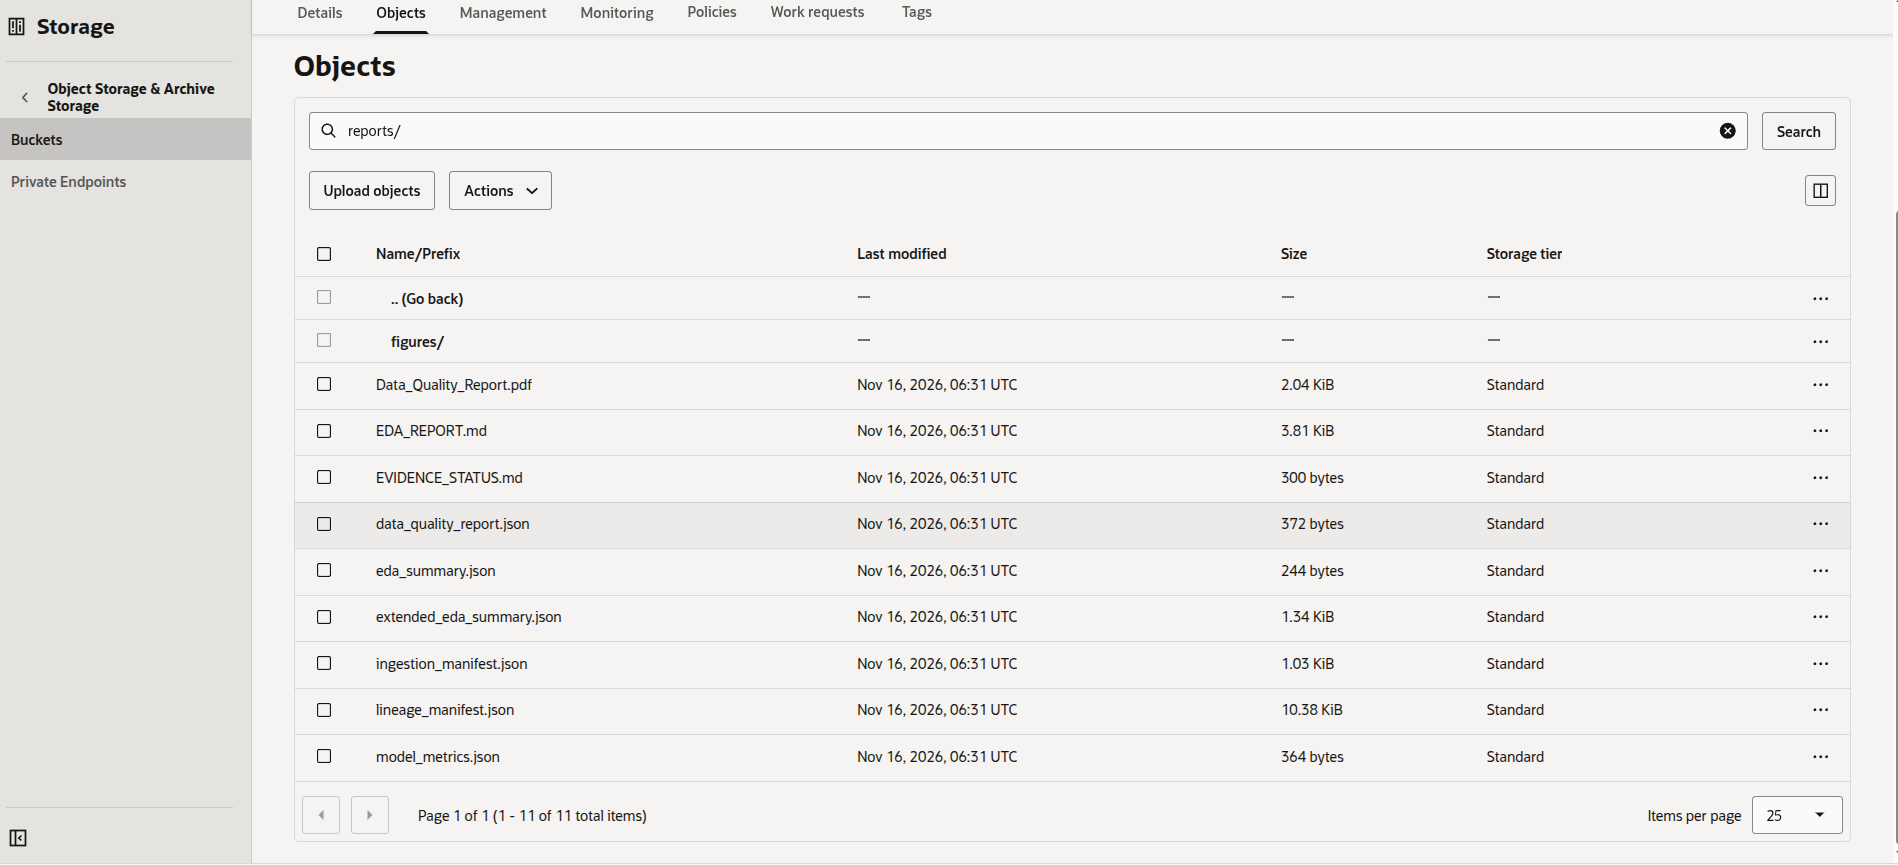 Storage
Object Storage & Archive
Storage
Buckets
Private Endpoints
Details Objects Management Monitoring Policies Work requests Tags
Objects
reports/ Search
Upload objects Actions
Name/Prefix Last modified Size Storage tier
.. (Go back) — — — ...
figures/ — — — ...
Data_Quality_Report.pdf Nov 16, 2026, 06:31 UTC 2.04 KiB Standard ...
EDA_REPORT.md Nov 16, 2026, 06:31 UTC 3.81 KiB Standard ...
EVIDENCE_STATUS.md Nov 16, 2026, 06:31 UTC 300 bytes Standard ...
data_quality_report.json Nov 16, 2026, 06:31 UTC 372 bytes Standard ...
eda_summary.json Nov 16, 2026, 06:31 UTC 244 bytes Standard ...
extended_eda_summary.json Nov 16, 2026, 06:31 UTC 1.34 KiB Standard ...
ingestion_manifest.json Nov 16, 2026, 06:31 UTC 1.03 KiB Standard ...
lineage_manifest.json Nov 16, 2026, 06:31 UTC 10.38 KiB Standard ...
model_metrics.json Nov 16, 2026, 06:31 UTC 364 bytes Standard ...
Page 1 of 1 (1 - 11 of 11 total items) Items per page 25